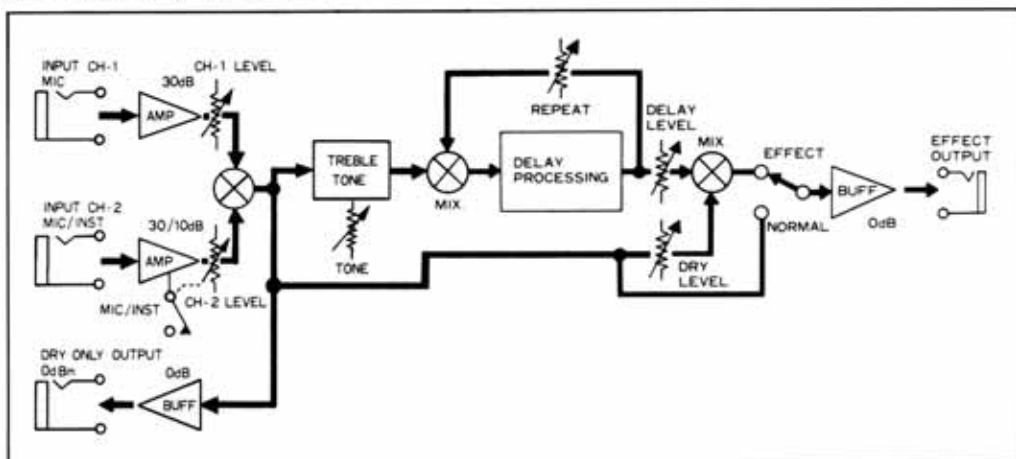 INPUT CH-1
MIC
30dB
CH-1 LEVEL
AMP
INPUT CH-2
MIC/INST
30/10dB
AMP
CH-2 LEVEL
MIC/INST
DRY ONLY OUTPUT
0dBm
0dB
BUFF
TREBLE
TONE
TONE
MIX
REPEAT
DELAY
PROCESSING
DELAY
LEVEL
MIX
DRY
LEVEL
EFFECT
NORMAL
BUFF
0dB
EFFECT
OUTPUT